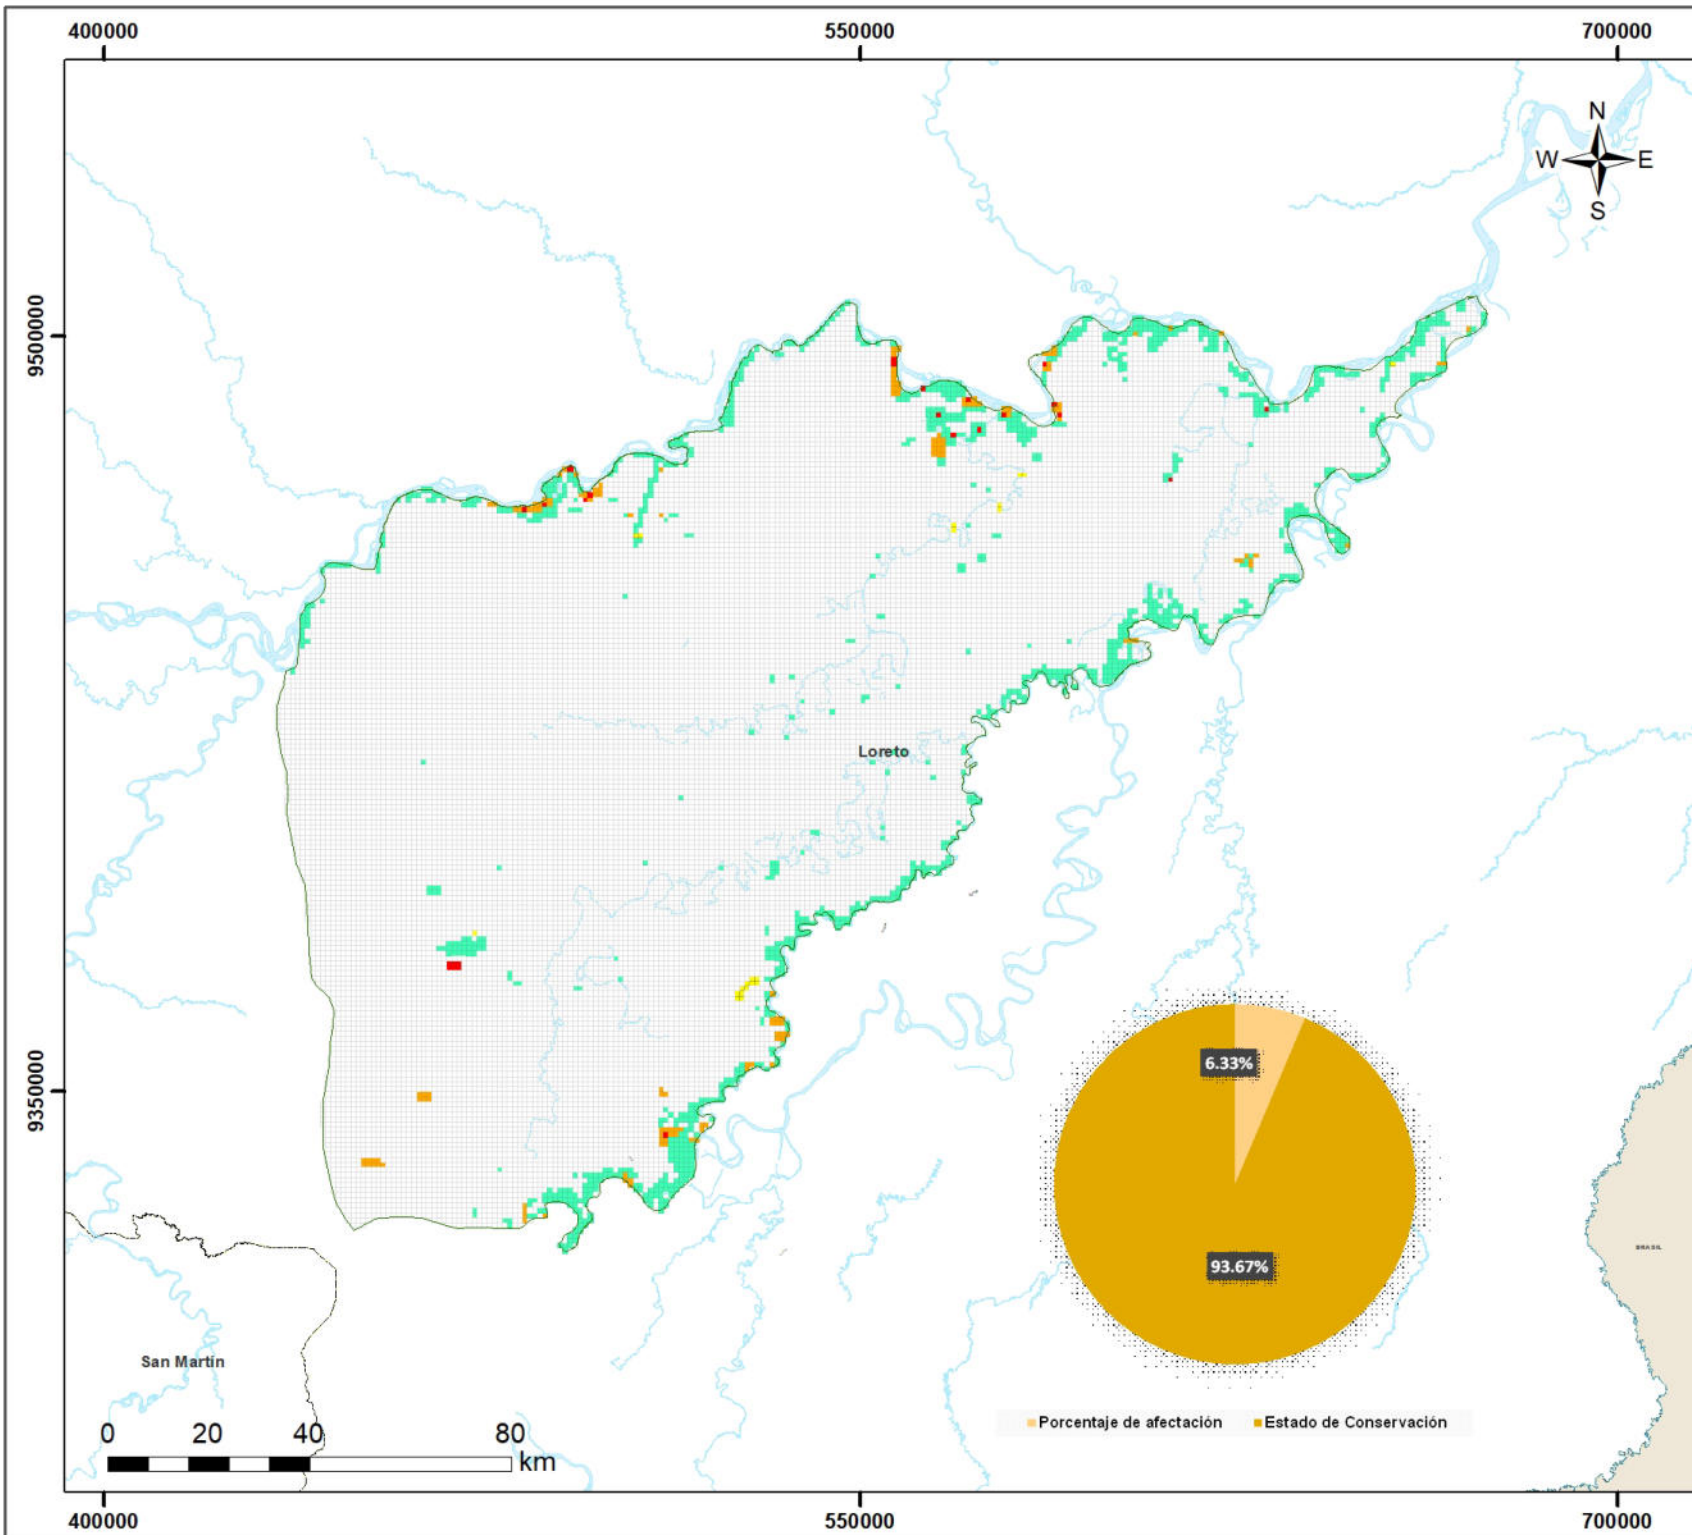 400000 550000 700000
N
W E
S
9500000
Loreto
9350000
6.33%
93.67%
BRASIL
San Martín
Porcentaje de afectación Estado de Conservación
0 20 40 80
km
400000 550000 700000